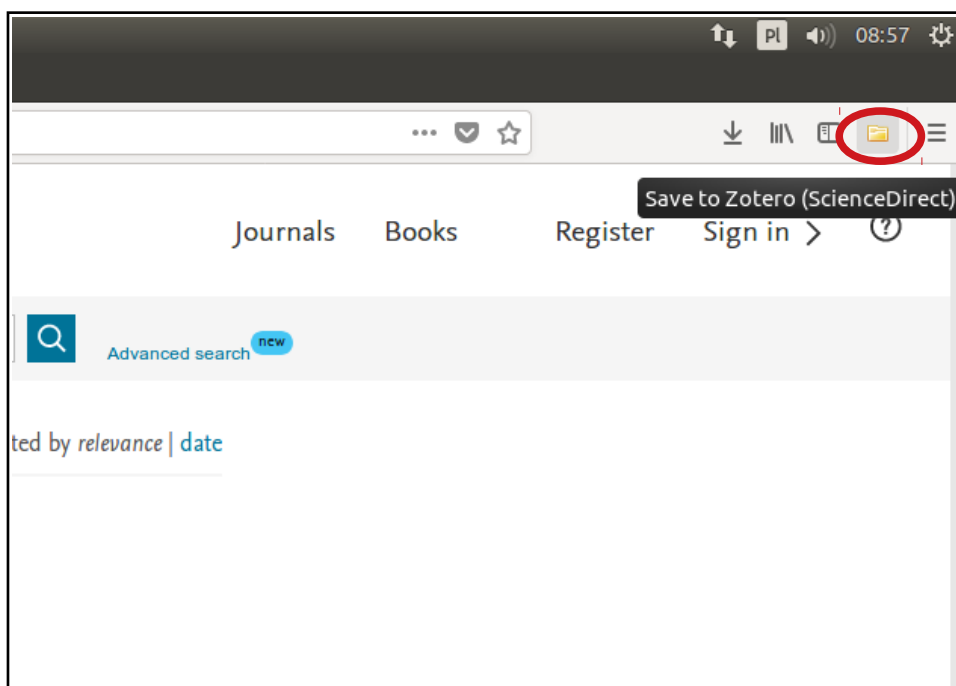 Pl 08:57
Save to Zotero (ScienceDirect)
Journals Books Register Sign in
Advanced search new
ted by relevance | date